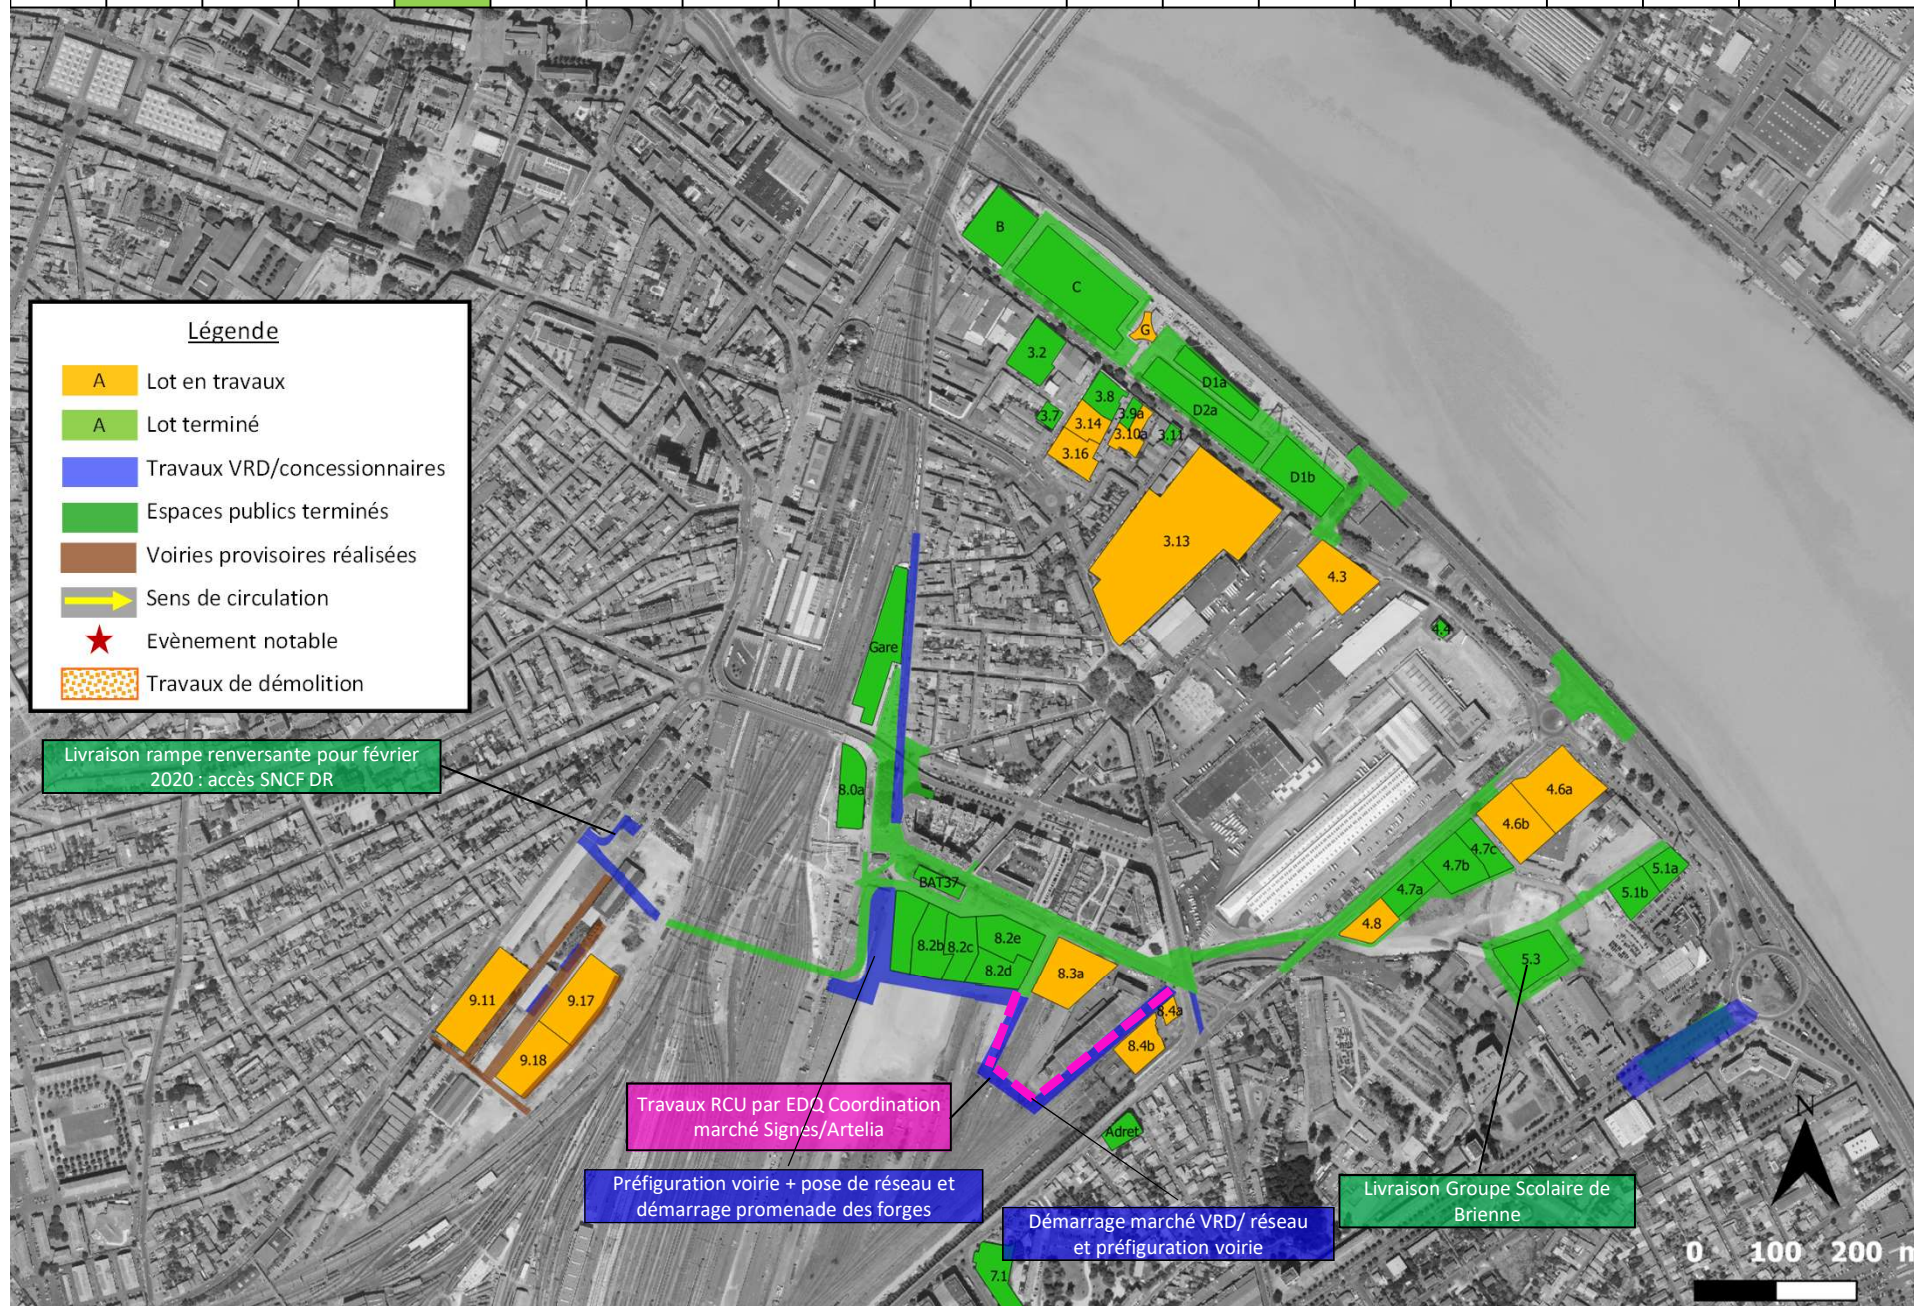 B
C
G
3.2
D1a
3.8
3.9a
D2a
3.7
3.14
3.10a
3.11
3.16
D1b
3.13
4.3
4.4
Légende
A Lot en travaux
A Lot terminé
Travaux VRD/concessionnaires
Espaces publics terminés
Voiries provisoires réalisées
Sens de circulation
Evènement notable
Travaux de démolition
Gare
Livraison rampe renversante pour février
2020 : accès SNCF DR
8.0a
4.6a
4.6b
4.7c
4.7b
4.7a
4.8
5.1a
5.1b
5.3
BAT37
8.2b
8.2c
8.2e
8.2d
8.3a
8.4a
8.4b
9.11
9.17
9.18
Travaux RCU par EDQ Coordination
marché Signes/Artelia
Adret
Préfiguration voirie + pose de réseau et
démarrage promenade des forges
Démarrage marché VRD/ réseau
et préfiguration voirie
Livraison Groupe Scolaire de
Brienne
7.1
N
0 100 200 m